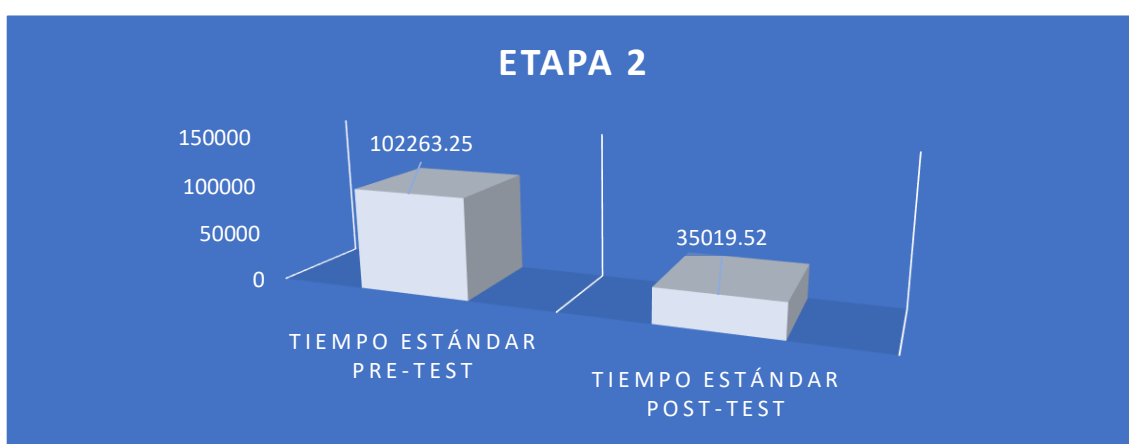 ETAPA 2
150000
100000
50000
0
102263.25
35019.52
TIEMPO ESTÁNDAR
PRE-TEST
TIEMPO ESTÁNDAR
POST-TEST